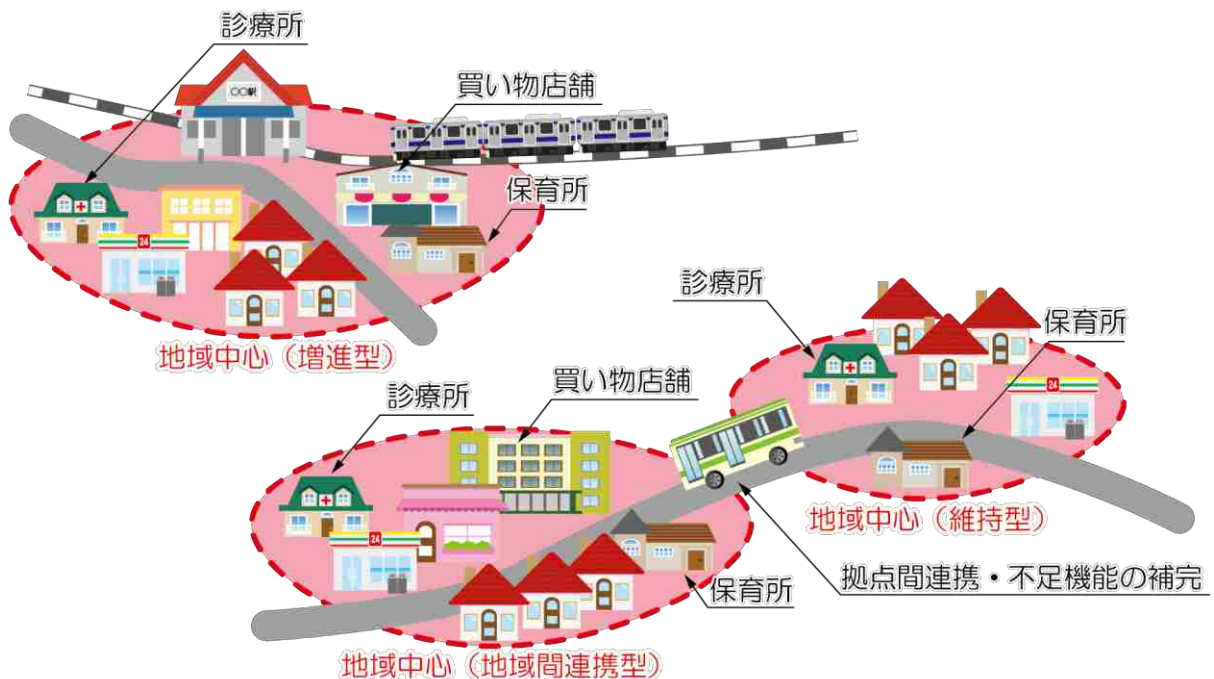 診療所
〇〇駅
買い物店舗
保育所
24
地域中心（増進型）
診療所
保育所
24
地域中心（維持型）
買い物店舗
診療所
24
保育所
拠点間連携・不足機能の補完
地域中心（地域間連携型）